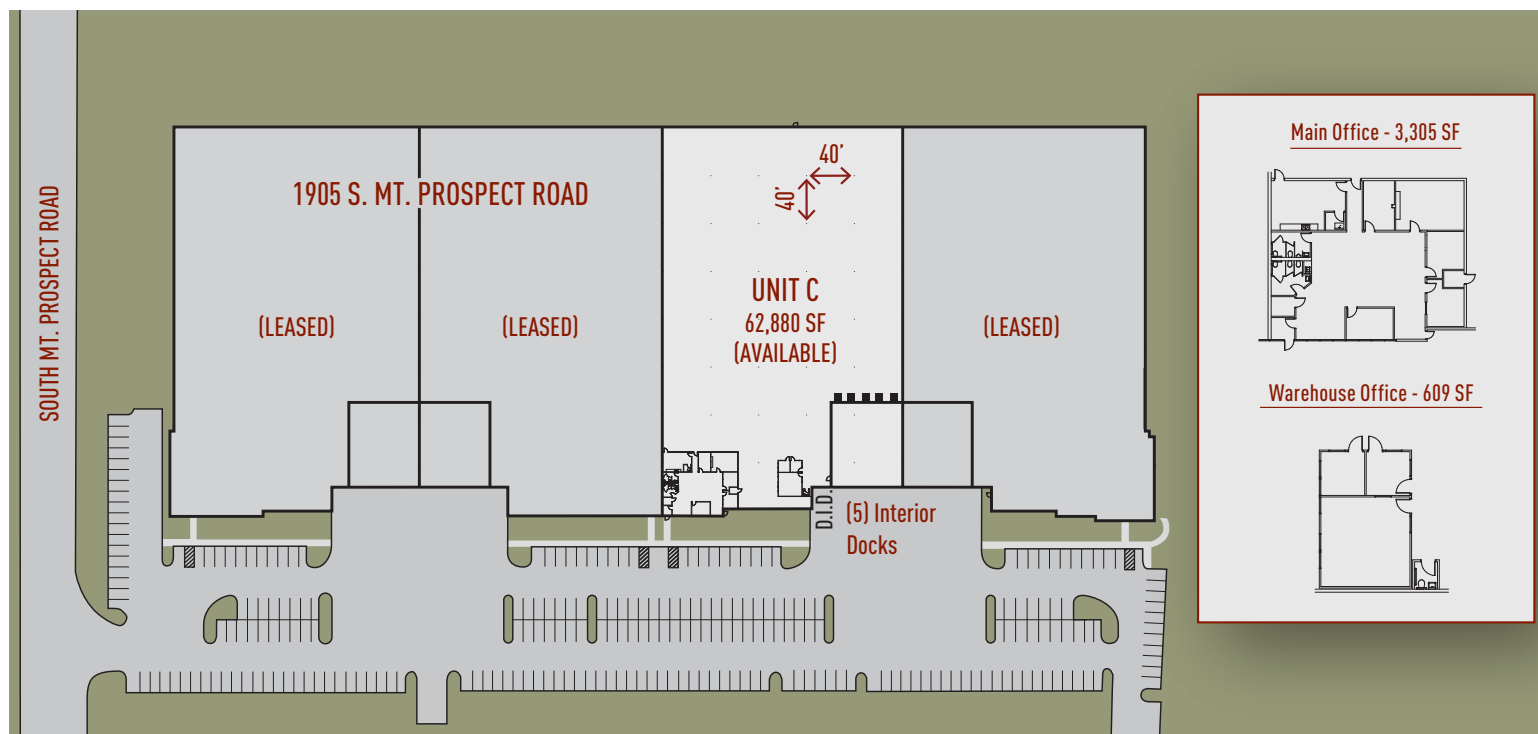 SOUTH MT. PROSPECT ROAD
1905 S. MT. PROSPECT ROAD
40’
40’
(LEASED)
(LEASED)
UNIT C
62,880 SF
(AVAILABLE)
(LEASED)
D.I.D.
(5) Interior
Docks
Main Office - 3,305 SF
Warehouse Office - 609 SF